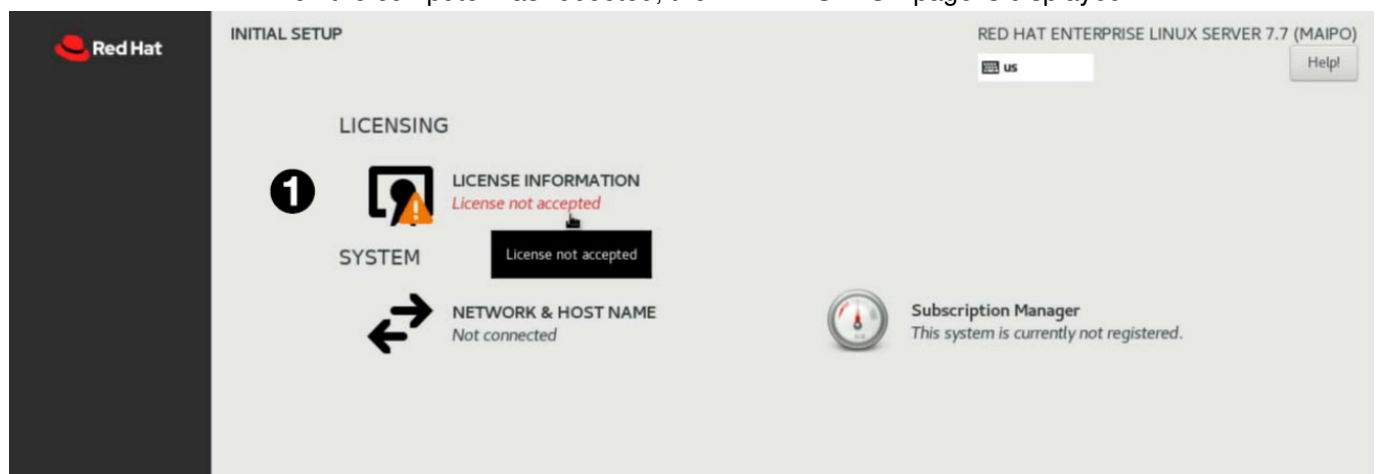 Red Hat
INITIAL SETUP
RED HAT ENTERPRISE LINUX SERVER 7.7 (MAIPO)
us
Help!
LICENSING
1
LICENSE INFORMATION
License not accepted
License not accepted
SYSTEM
NETWORK & HOST NAME
Not connected
Subscription Manager
This system is currently not registered.